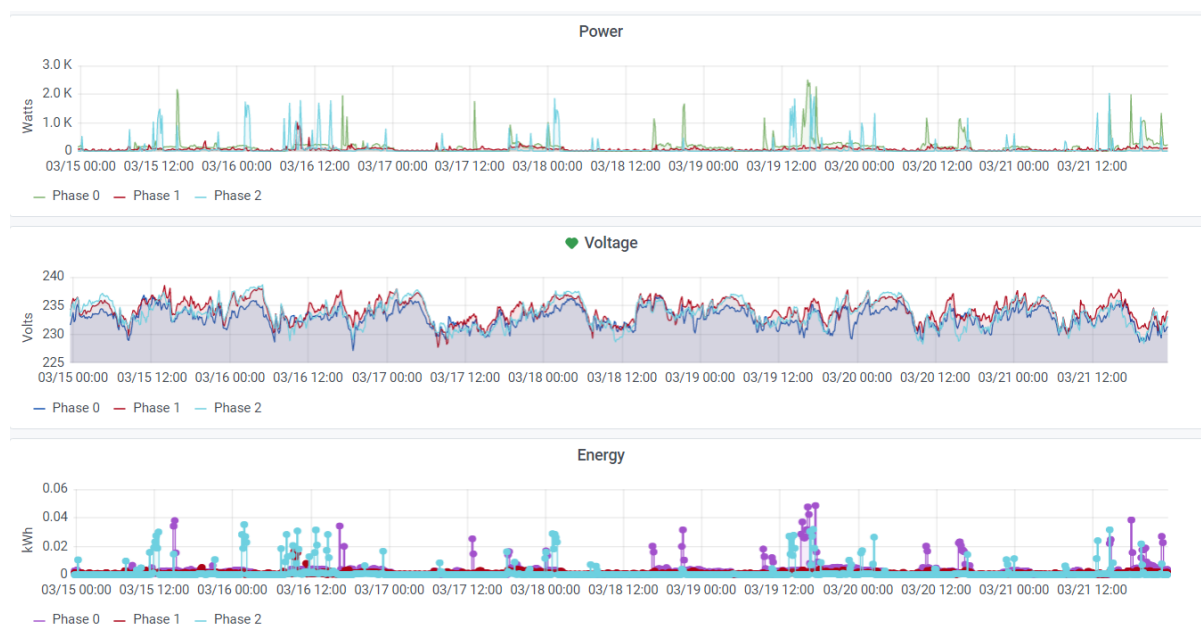 Power
3.0 K
2.0 K
1.0 K
0
Watts
03/15 00:00 03/15 12:00 03/16 00:00 03/16 12:00 03/17 00:00 03/17 12:00 03/18 00:00 03/18 12:00 03/19 00:00 03/19 12:00 03/20 00:00 03/20 12:00 03/21 00:00 03/21 12:00
Phase 0 Phase 1 Phase 2
Voltage
240
235
230
225
Volts
03/15 00:00 03/15 12:00 03/16 00:00 03/16 12:00 03/17 00:00 03/17 12:00 03/18 00:00 03/18 12:00 03/19 00:00 03/19 12:00 03/20 00:00 03/20 12:00 03/21 00:00 03/21 12:00
Phase 0 Phase 1 Phase 2
Energy
0.06
0.04
0.02
0
kWh
03/15 00:00 03/15 12:00 03/16 00:00 03/16 12:00 03/17 00:00 03/17 12:00 03/18 00:00 03/18 12:00 03/19 00:00 03/19 12:00 03/20 00:00 03/20 12:00 03/21 00:00 03/21 12:00
Phase 0 Phase 1 Phase 2